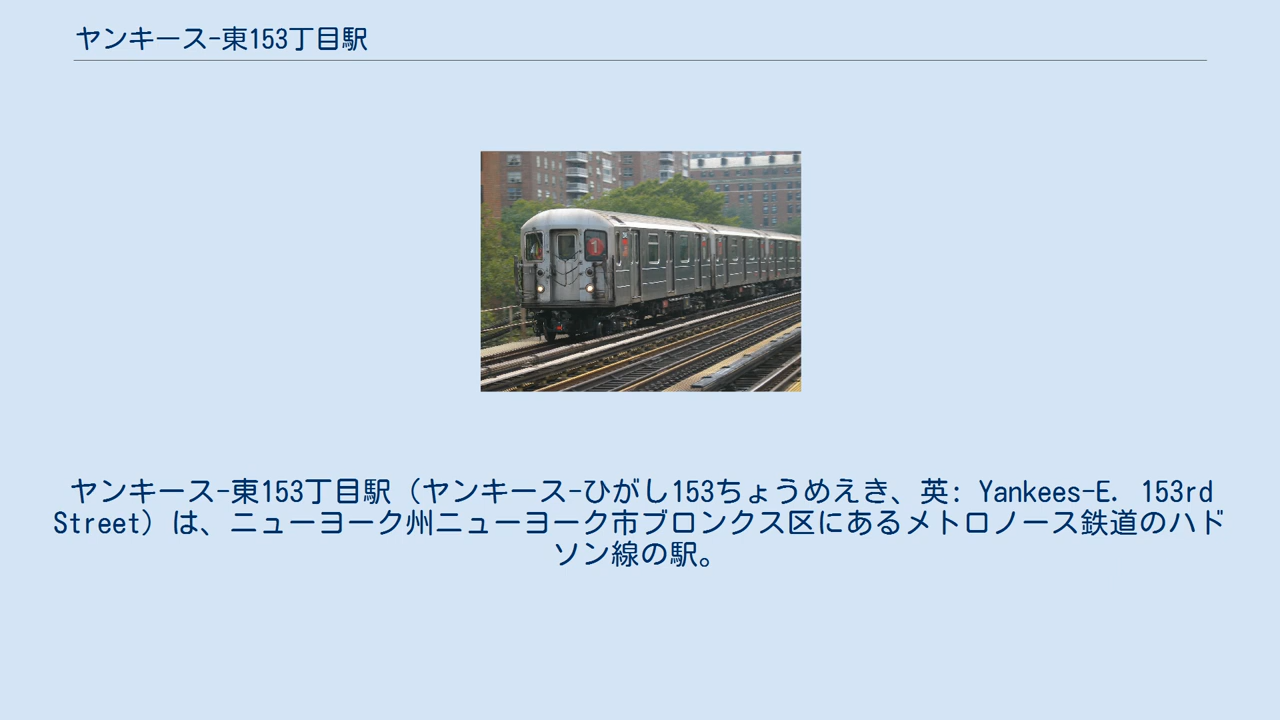 ヤンキース-東153丁目駅
1
ヤンキース-東153丁目駅（ヤンキース-ひがし153ちょうめえき、英: Yankees-E. 153rd
Street）は、ニューヨーク州ニューヨーク市ブロンクス区にあるメトロノース鉄道のハド
ソン線の駅。